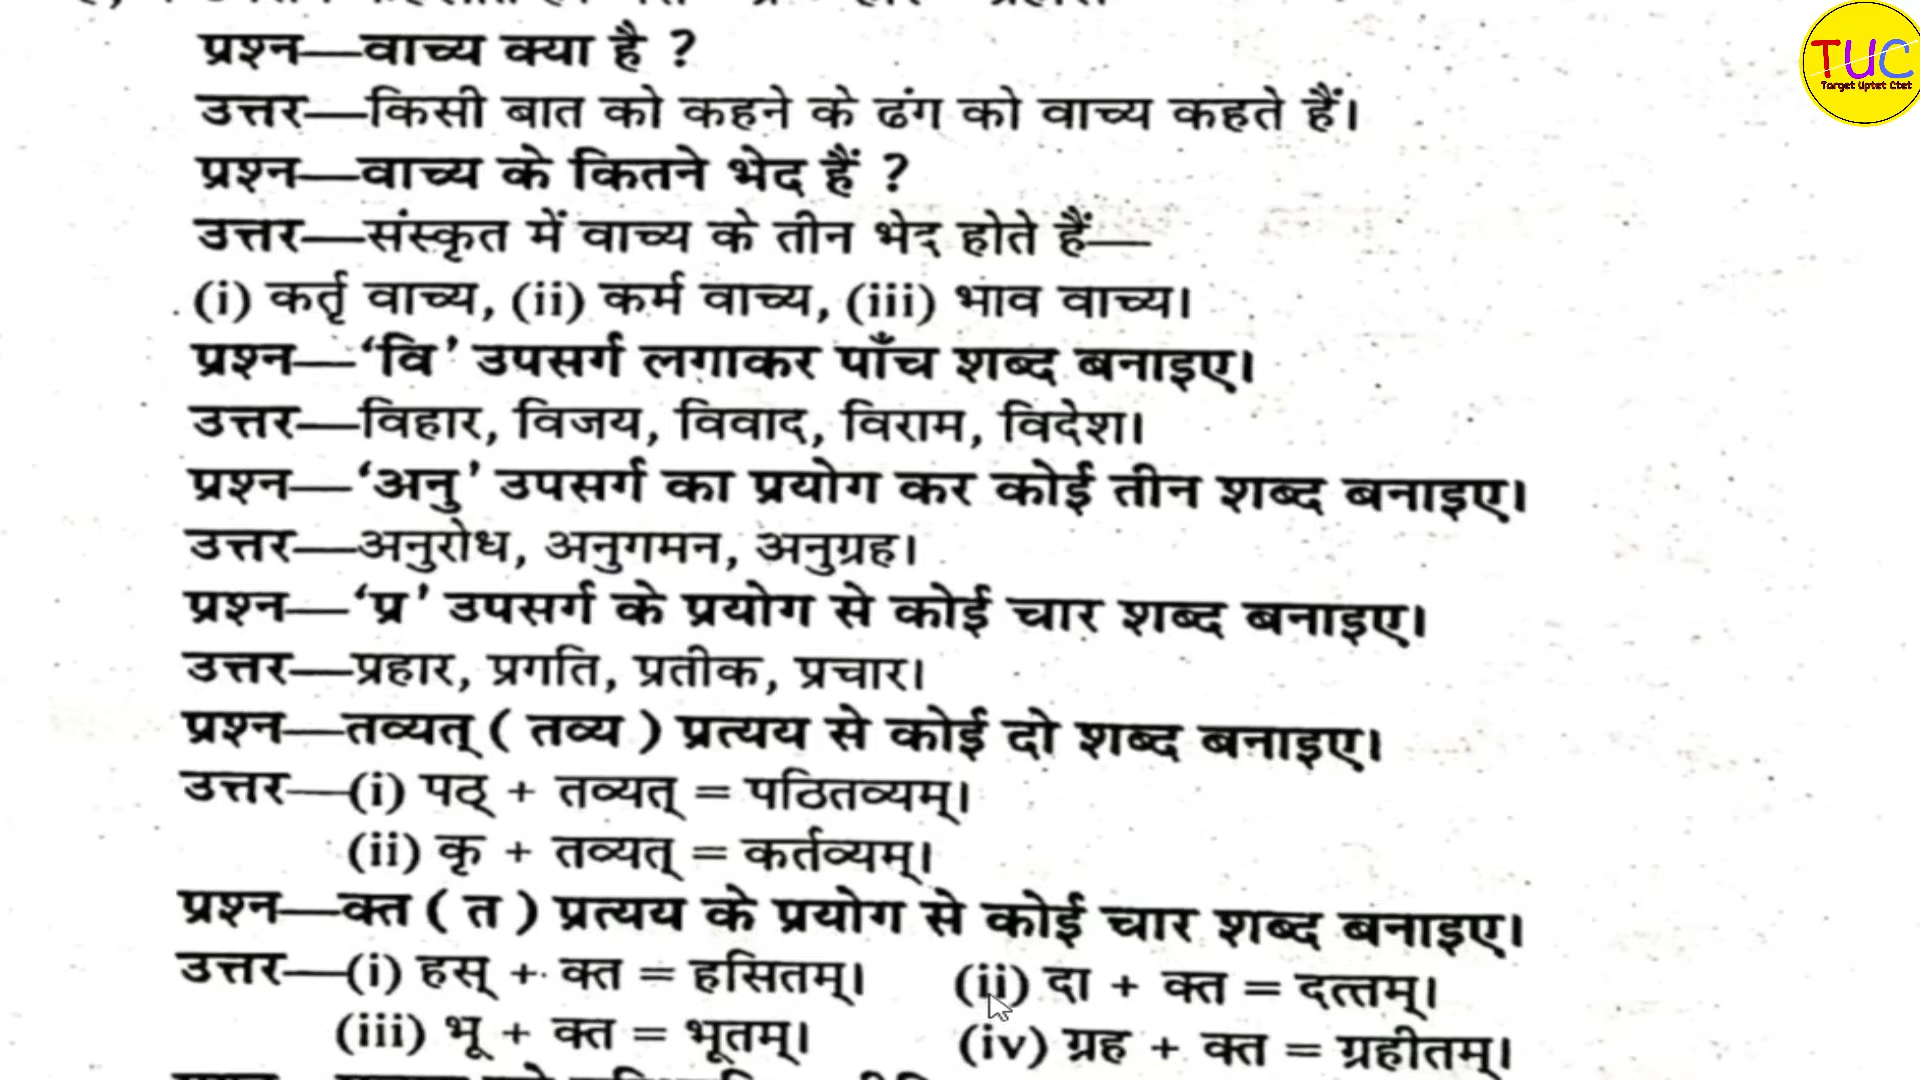 प्रश्न—वाच्य क्या है ?
उत्तर—किसी बात को कहने के ढंग को वाच्य कहते हैं।
प्रश्न—वाच्य के कितने भेद हैं ?
उत्तर—संस्कृत में वाच्य के तीन भेद होते हैं—
(i) कर्तृ वाच्य, (ii) कर्म वाच्य, (iii) भाव वाच्य।
प्रश्न—‘वि’ उपसर्ग लगाकर पाँच शब्द बनाइए।
उत्तर—विहार, विजय, विवाद, विराम, विदेश।
प्रश्न—‘अनु’ उपसर्ग का प्रयोग कर कोई तीन शब्द बनाइए।
उत्तर—अनुरोध, अनुगमन, अनुग्रह।
प्रश्न—‘प्र’ उपसर्ग के प्रयोग से कोई चार शब्द बनाइए।
उत्तर—प्रहार, प्रगति, प्रतीक, प्रचार।
प्रश्न—तव्यत् ( तव्य ) प्रत्यय से कोई दो शब्द बनाइए।
उत्तर—(i) पठ् + तव्यत् = पठितव्यम्।
(ii) कृ + तव्यत् = कर्तव्यम्।
प्रश्न—क्त ( त ) प्रत्यय के प्रयोग से कोई चार शब्द बनाइए।
उत्तर—(i) हस् + क्त = हसितम्। (ii) दा + क्त = दत्तम्।
(iii) भू + क्त = भूतम्। (iv) ग्रह + क्त = ग्रहीतम्।
TUC
Target Uptet Ctet